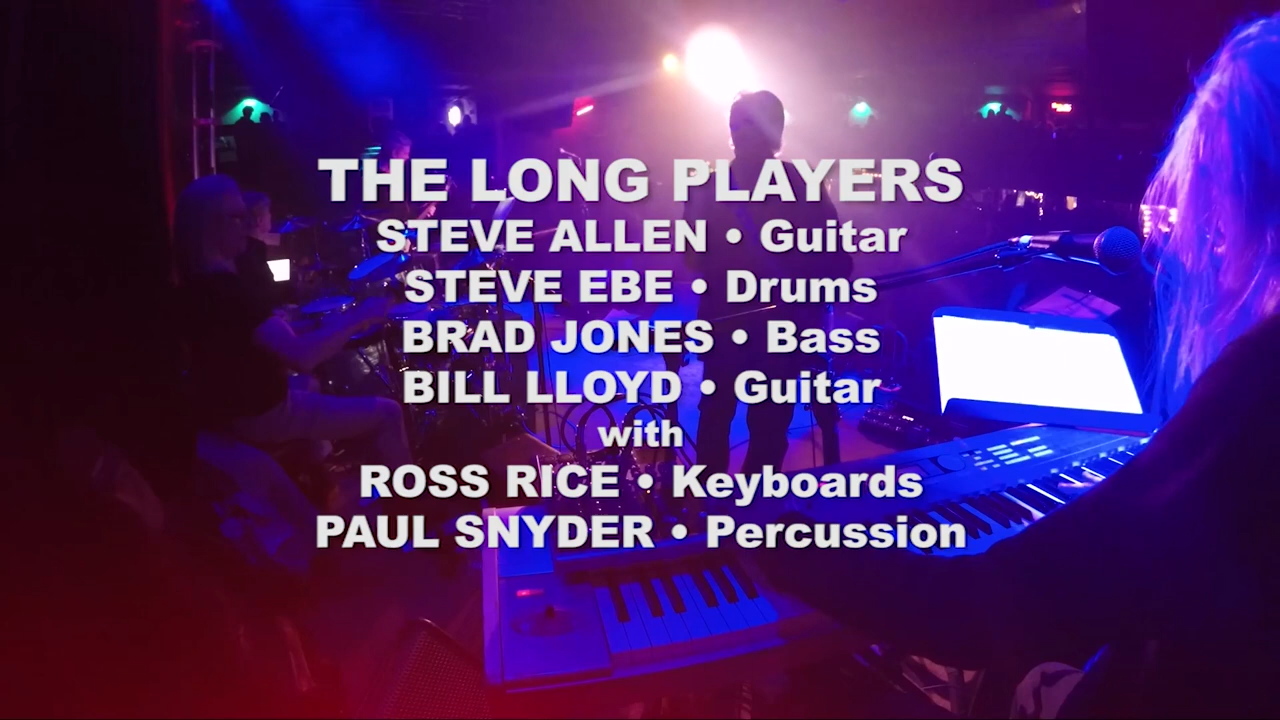 THE LONG PLAYERS
STEVE ALLEN • Guitar
STEVE EBE • Drums
BRAD JONES • Bass
BILL LLOYD • Guitar
with
ROSS RICE • Keyboards
PAUL SNYDER • Percussion